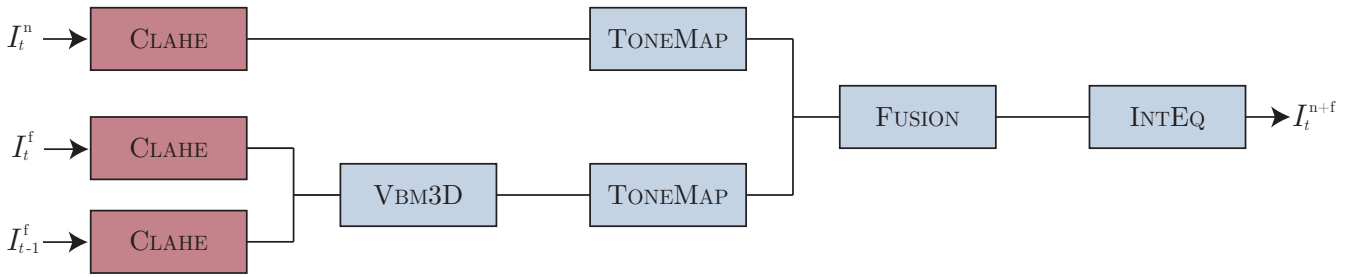 I_t^n CLAHE TONEMAP
FUSION INTEQ I_t^{n+f}
I_t^f CLAHE
VBM3D TONEMAP
I_{t-1}^f CLAHE